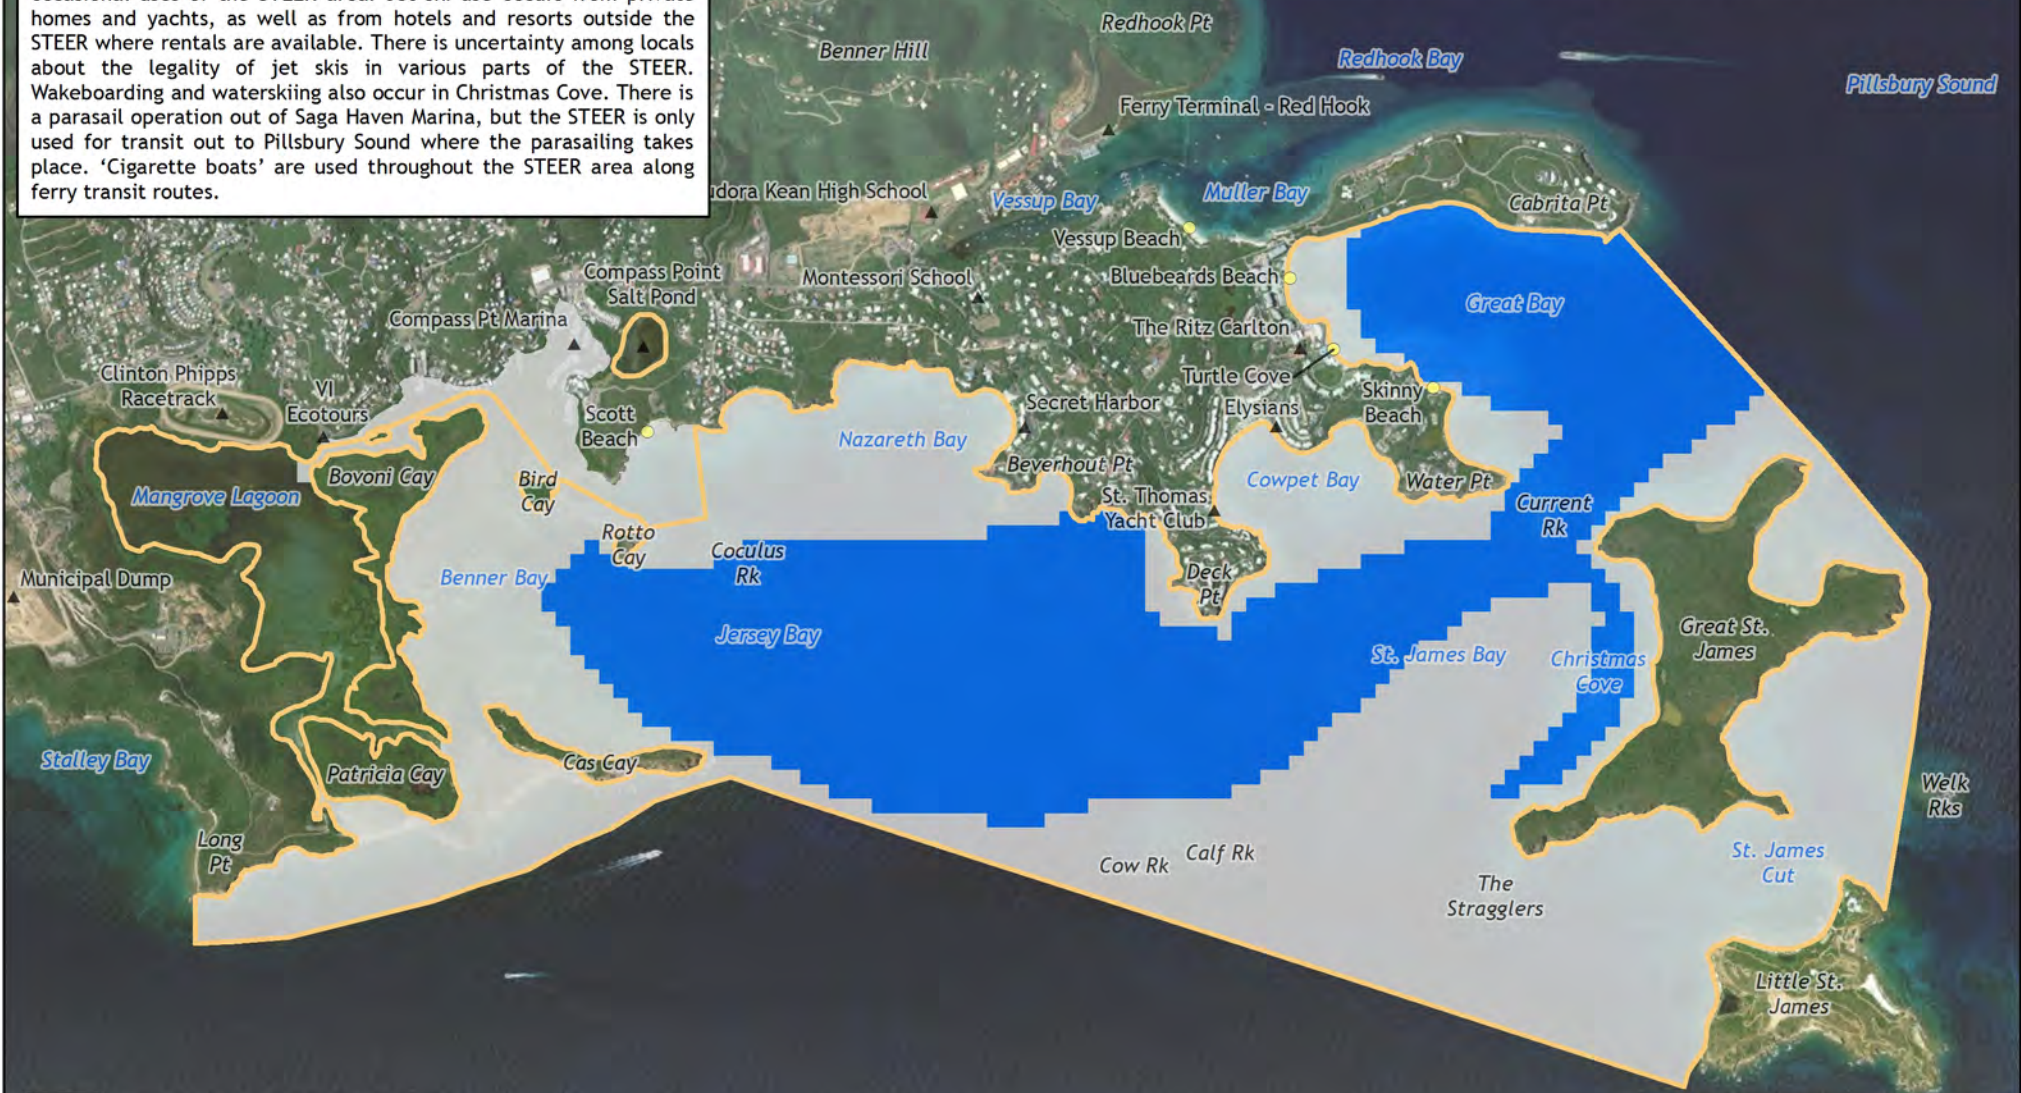 homes and yachts, as well as from hotels and resorts outside the
STEER where rentals are available. There is uncertainty among locals
about the legality of jet skis in various parts of the STEER.
Wakeboarding and waterskiing also occur in Christmas Cove. There is
a parasail operation out of Saga Haven Marina, but the STEER is only
used for transit out to Pillsbury Sound where the parasailing takes
place. ‘Cigarette boats’ are used throughout the STEER area along
ferry transit routes.
Redhook Pt
Benner Hill
Redhook Bay
Pillsbury Sound
Ferry Terminal - Red Hook
udora Kean High School
Vessup Bay
Muller Bay
Cabrita Pt
Vessup Beach
Compass Point
Salt Pond
Montessori School
Bluebeards Beach
Great Bay
Compass Pt Marina
The Ritz Carlton
Clinton Phipps
Racetrack
VI
Ecotours
Turtle Cove
Skinny
Beach
Scott
Beach
Secret Harbor
Elysians
Nazareth Bay
Beverhout Pt
Bovoni Cay
Bird
Cay
Cowpet Bay
Water Pt
Mangrove Lagoon
St. Thomas
Yacht Club
Current
Rk
Rotto
Cay
Coculus
Rk
Municipal Dump
Benner Bay
Deck
Pt
Jersey Bay
Great St.
James
St. James Bay
Christmas
Cove
Stalley Bay
Cas Cay
Patricia Cay
Welk
Rks
Long
Pt
Cow Rk
Calf Rk
St. James
Cut
The
Stragglers
Little St.
James